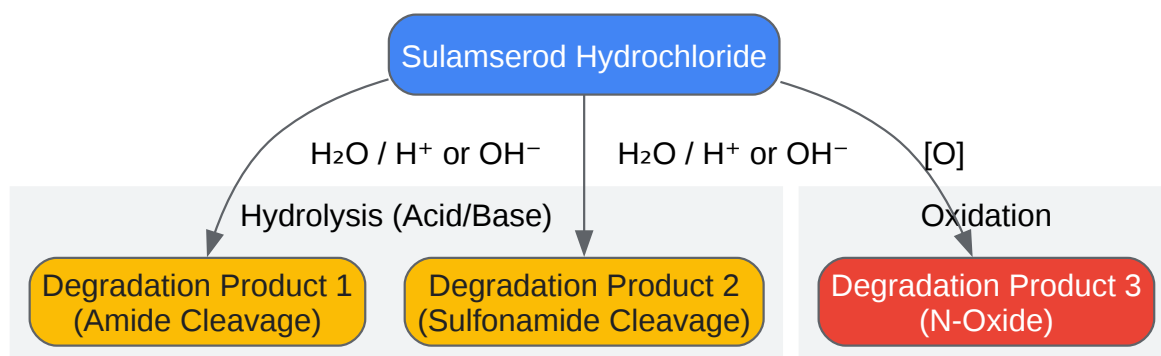 Sulamserod Hydrochloride
H₂O / H⁺ or OH⁻
H₂O / H⁺ or OH⁻
[O]
Hydrolysis (Acid/Base)
Oxidation
Degradation Product 1
(Amide Cleavage)
Degradation Product 2
(Sulfonamide Cleavage)
Degradation Product 3
(N-Oxide)